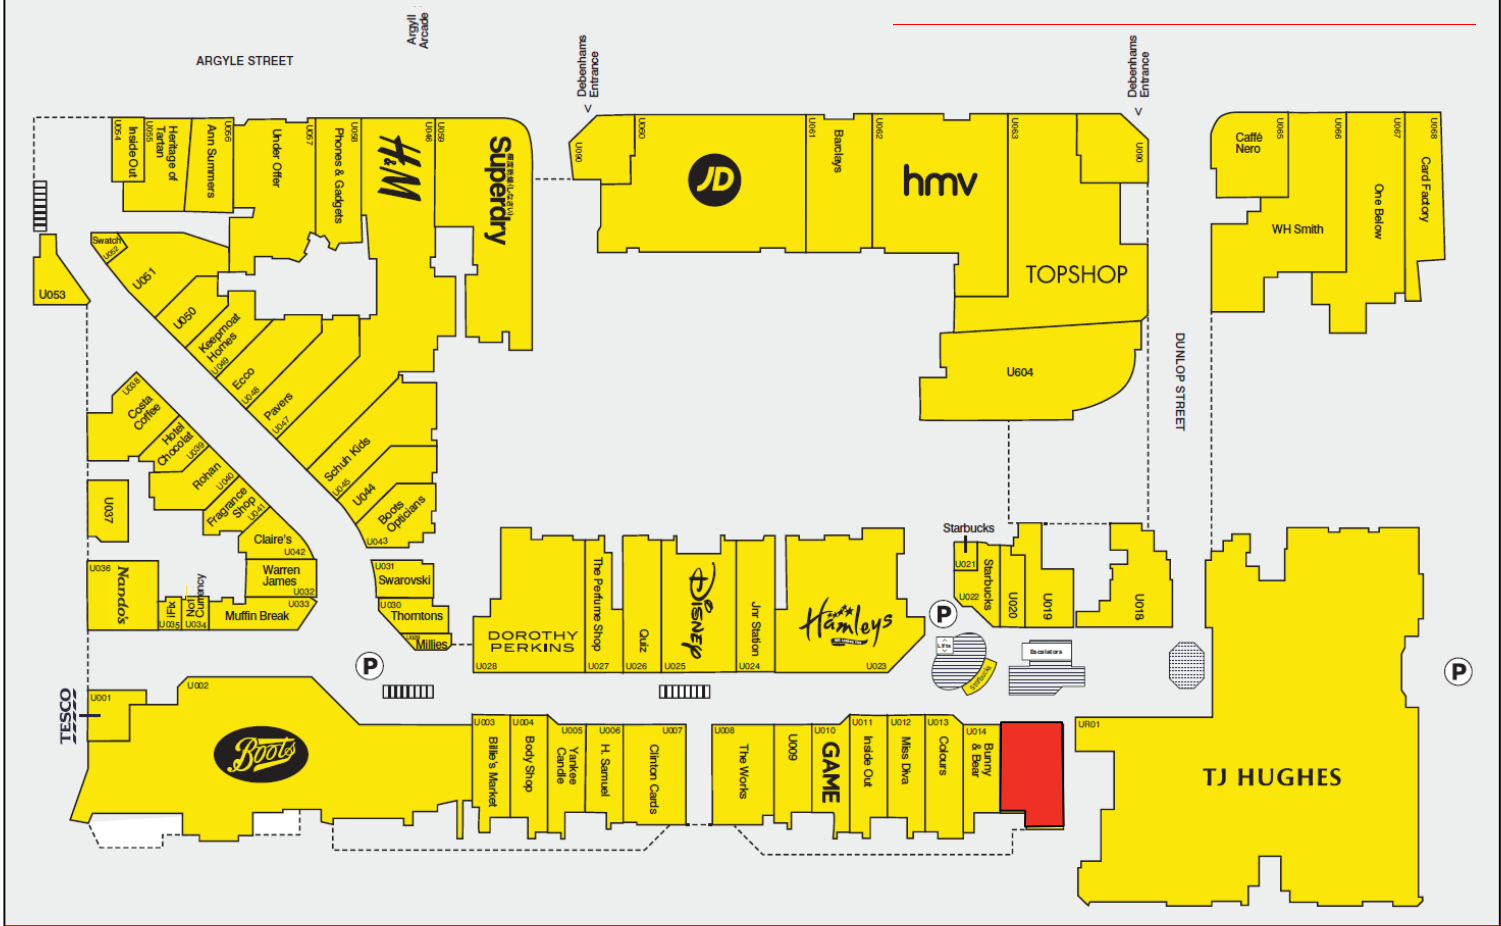 Argyll
Arcade
ARGYLE STREET
< Debenhams
Entrance
< Debenhams
Entrance
U054
Inside Out
U055
Heritage of
Tartan
U056
Ann Summers
U057
Under Offer
U058
Phones & Gadgets
U046
H&M
U059
Superdry
U090
U060
JD
U061
Barclays
U062
hmv
U063
TOPSHOP
U090
U065
Caffé
Nero
U066
WH Smith
U067
One Below
U068
Card Factory
U053
Swatch
U052
U051
U050
Keepmoat
Homes
U049
Ecco
U048
Pavers
U047
Schuh Kids
U045
U044
Boots
Opticians
U043
U604
DUNLOP STREET
U038
Costa
Coffee
Hotel
Chocolat
U039
Rohan
U040
Fragrance
Shop
U041
Claire's
U042
U037
U036
Nando's
iFix
U035
No1
Currency
U034
Warren
James
U032
Muffin Break
U033
U031
Swarovski
U030
Thorntons
Millies
P
DOROTHY
PERKINS
U028
The Perfume Shop
U027
Quiz
U026
Disney
U025
Jnr Station
U024
Hamleys
U023
Starbucks
U021
U022
Starbucks
U020
U019
U018
P
Lifts
Starbucks
Escalators
P
TESCO
U001
U002
Boots
U003
Billie's Market
U004
Body Shop
U005
Yankee
Candle
U006
H. Samuel
U007
Clinton Cards
U008
The Works
U009
U010
GAME
U011
Inside Out
U012
Miss Diva
U013
Colours
U014
Bunny
& Bear
UR01
TJ HUGHES